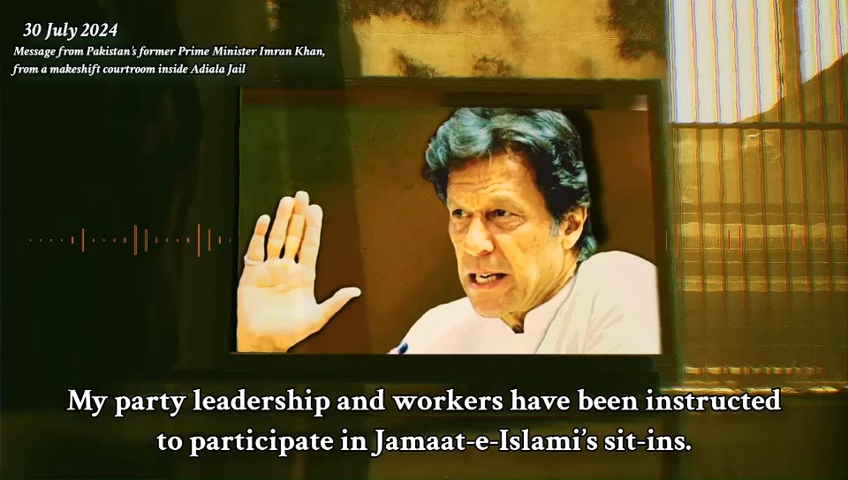 30 July 2024
Message from Pakistan's former Prime Minister Imran Khan,
from a makeshift courtroom inside Adiala Jail
My party leadership and workers have been instructed
to participate in Jamaat-e-Islami's sit-ins.